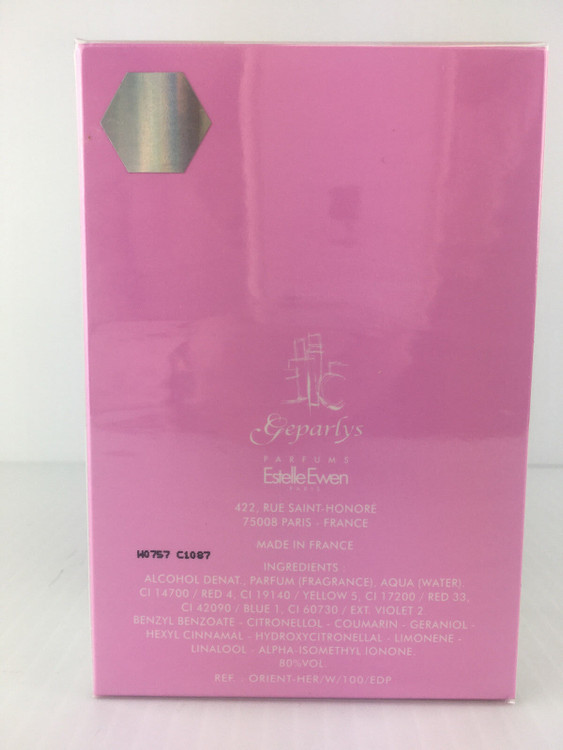 Geparlys
PARFUMS
Estelle Ewen
PARIS
422, RUE SAINT-HONORE
75008 PARIS - FRANCE
MADE IN FRANCE
W0757 C1087
INGREDIENTS :
ALCOHOL DENAT., PARFUM (FRAGRANCE), AQUA (WATER).
CI 14700 / RED 4, CI 19140 / YELLOW 5, CI 17200 / RED 33,
CI 42090 / BLUE 1, CI 60730 / EXT. VIOLET 2
BENZYL BENZOATE - CITRONELLOL - COUMARIN - GERANIOL -
HEXYL CINNAMAL - HYDROXYCITRONELLAL - LIMONENE -
LINALOOL - ALPHA-ISOMETHYL IONONE.
80%VOL.
REF. - ORIENT-HER/W/100/EDP